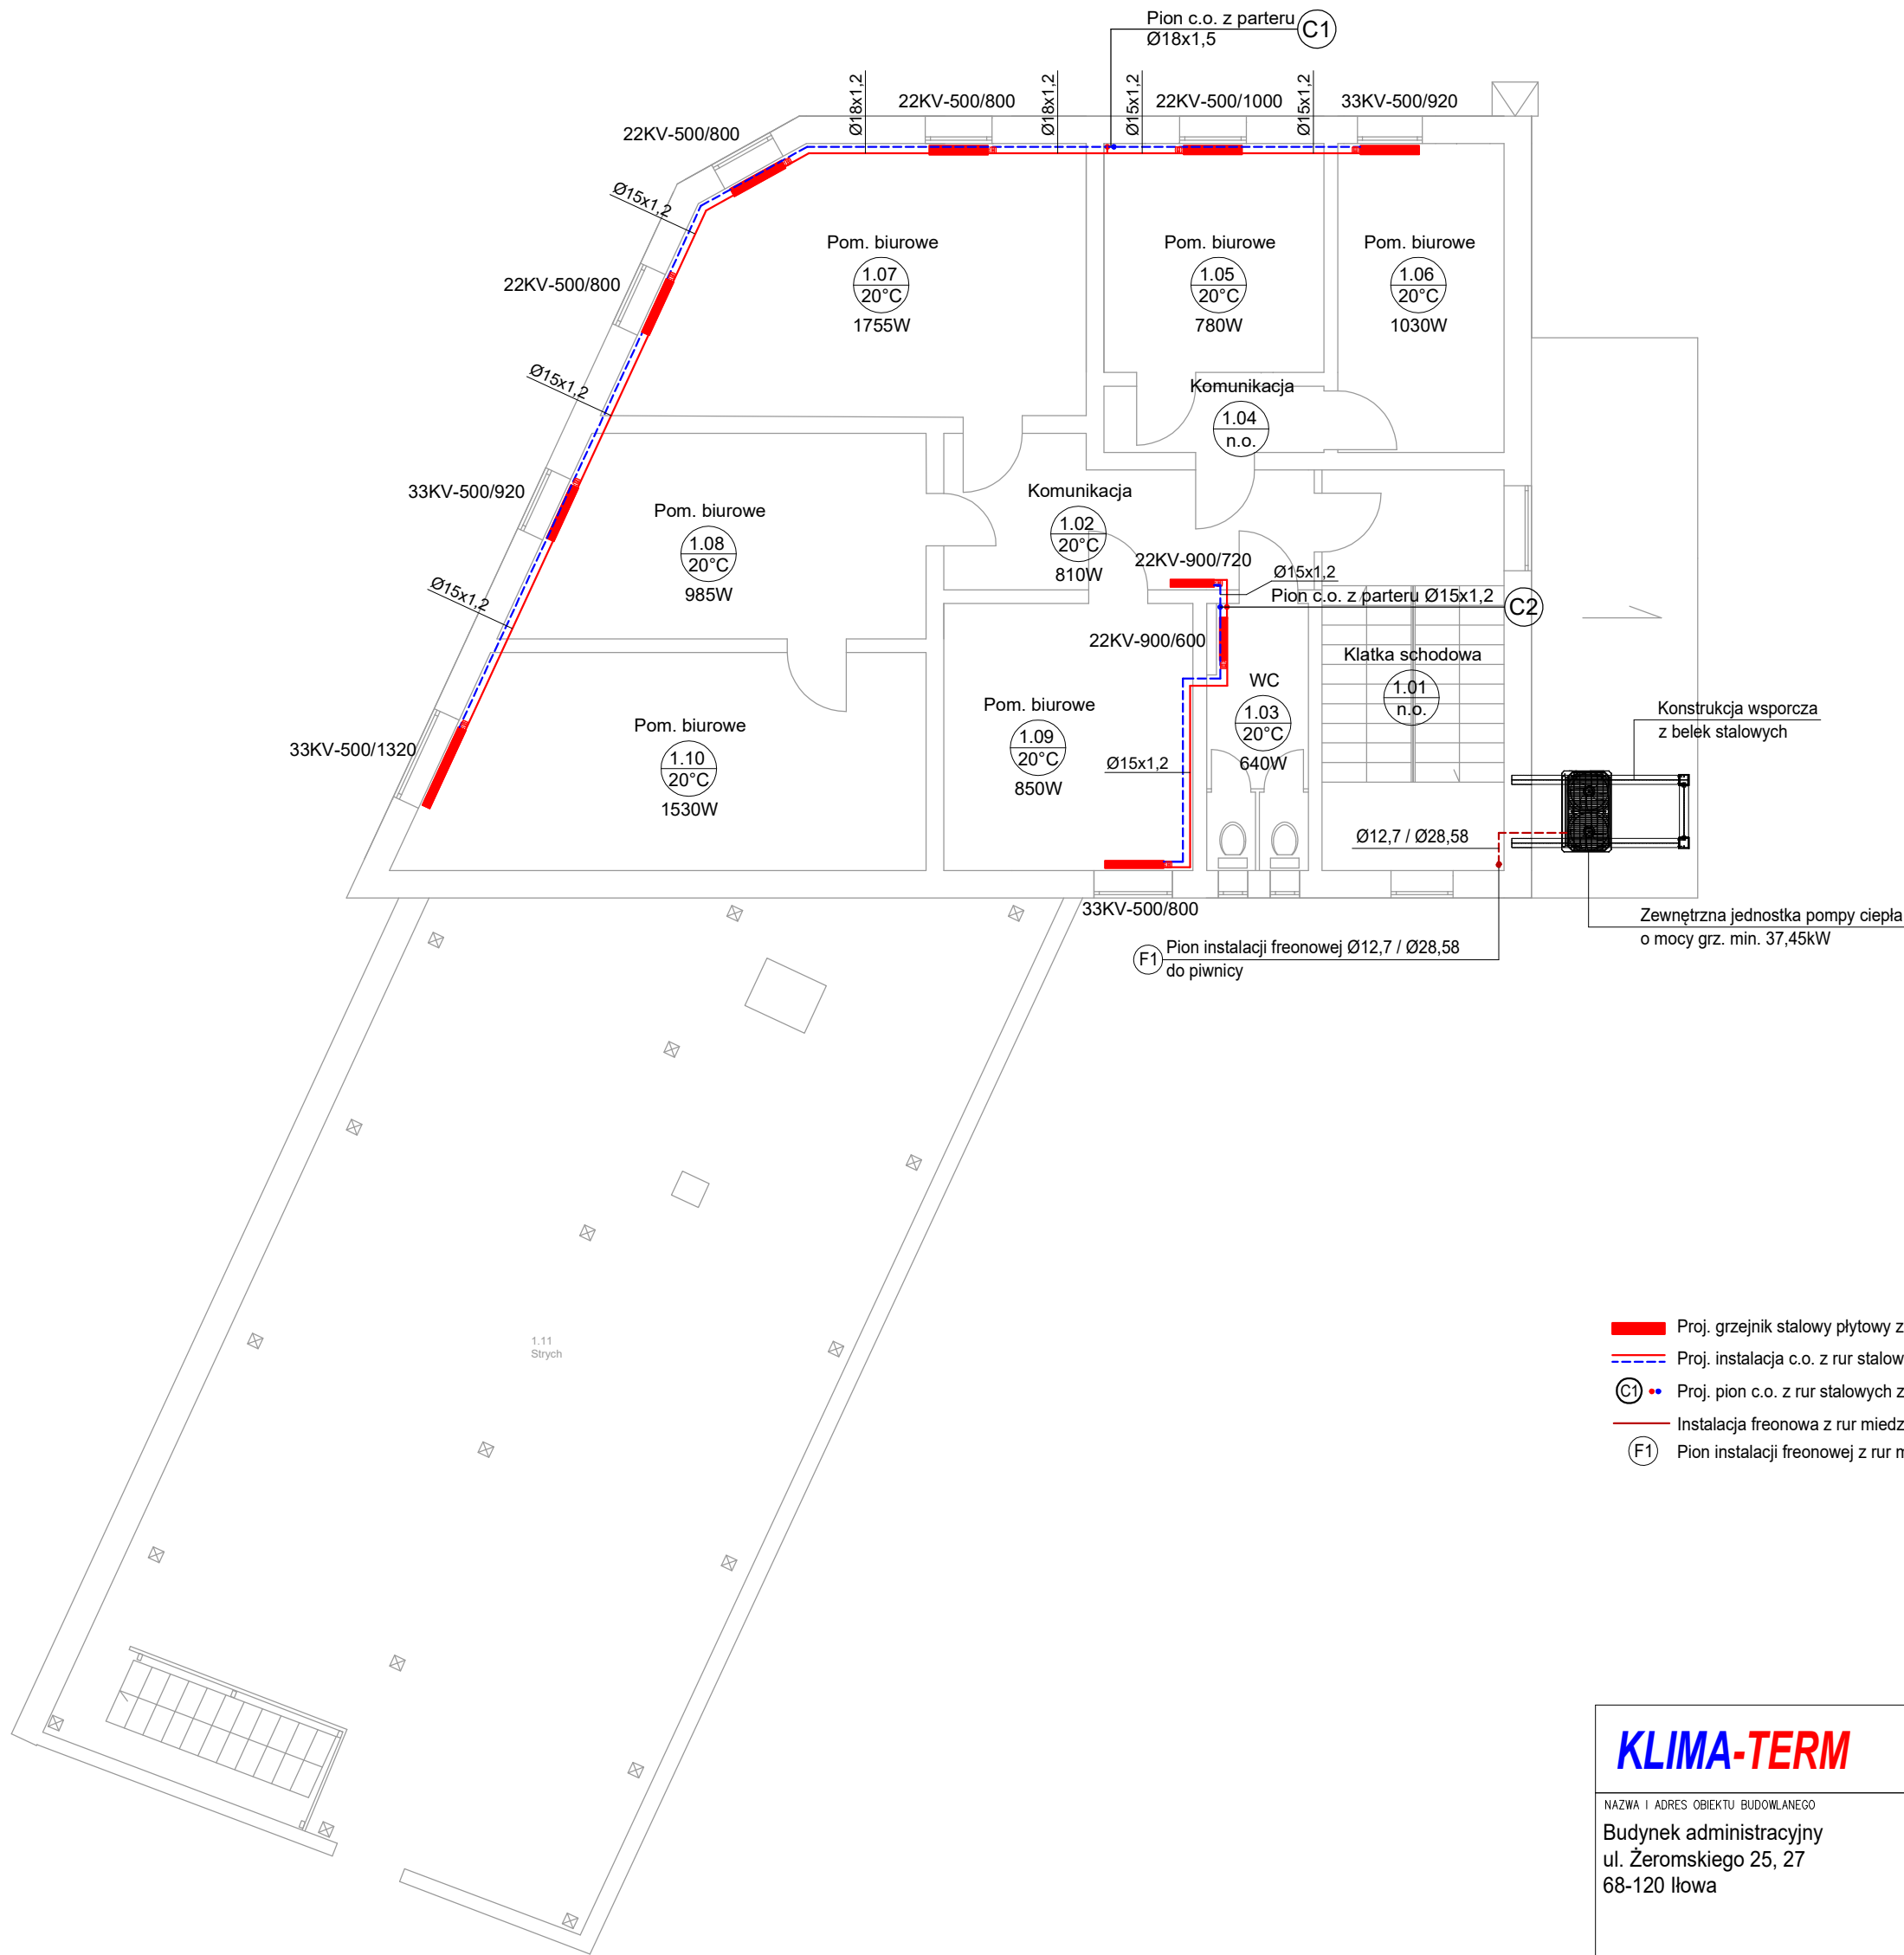 Pion c.o. z parteru
Ø18x1,5
C1
Ø18x1,2
22KV-500/800
Ø18x1,2
Ø15x1,2
22KV-500/1000
Ø15x1,2
33KV-500/920
22KV-500/800
Ø15x1,2
22KV-500/800
Pom. biurowe
1.07
20°C
1755W
Pom. biurowe
1.05
20°C
780W
Pom. biurowe
1.06
20°C
1030W
Ø15x1,2
Komunikacja
1.04
n.o.
33KV-500/920
Pom. biurowe
1.08
20°C
985W
Komunikacja
1.02
20°C
810W
22KV-900/720
Ø15x1,2
Pion c.o. z parteru Ø15x1,2
C2
Ø15x1,2
22KV-900/600
Klatka schodowa
1.01
n.o.
WC
1.03
20°C
640W
Pom. biurowe
1.09
20°C
850W
Ø15x1,2
Pom. biurowe
1.10
20°C
1530W
33KV-500/1320
Konstrukcja wsporcza
z belek stalowych
Ø12,7 / Ø28,58
33KV-500/800
Zewnętrzna jednostka pompy ciepła
o mocy grz. min. 37,45kW
F1
Pion instalacji freonowej Ø12,7 / Ø28,58
do piwnicy
1.11
Strych
Proj. grzejnik stalowy płytowy z
Proj. instalacja c.o. z rur stalow
C1
Proj. pion c.o. z rur stalowych z
Instalacja freonowa z rur miedz
F1
Pion instalacji freonowej z rur
KLIMA-TERM
NAZWA I ADRES OBIEKTU BUDOWLANEGO
Budynek administracyjny
ul. Żeromskiego 25, 27
68-120 Iłowa